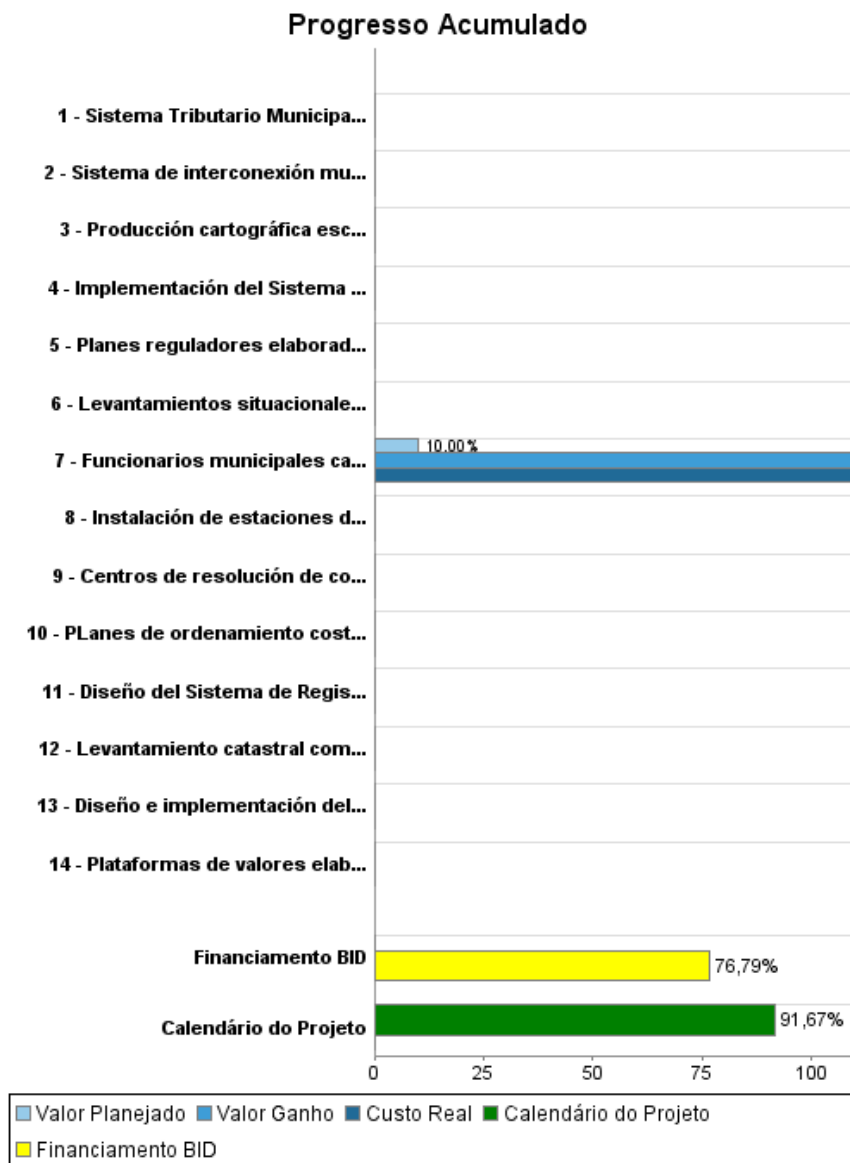 Progresso Acumulado
1 - Sistema Tributario Municipa...
2 - Sistema de interconexión mu...
3 - Producción cartográfica esc...
4 - Implementación del Sistema ...
5 - Planes reguladores elaborad...
6 - Levantamientos situacionale...
10,00%
7 - Funcionarios municipales ca...
8 - Instalación de estaciones d...
9 - Centros de resolución de co...
10 - PLanes de ordenamiento cost...
11 - Diseño del Sistema de Regis...
12 - Levantamiento catastral com...
13 - Diseño e implementación del...
14 - Plataformas de valores elab...
Financiamento BID 76,79%
Calendário do Projeto 91,67%
0 25 50 75 100
Valor Planejado Valor Ganho Custo Real Calendário do Projeto
Financiamento BID